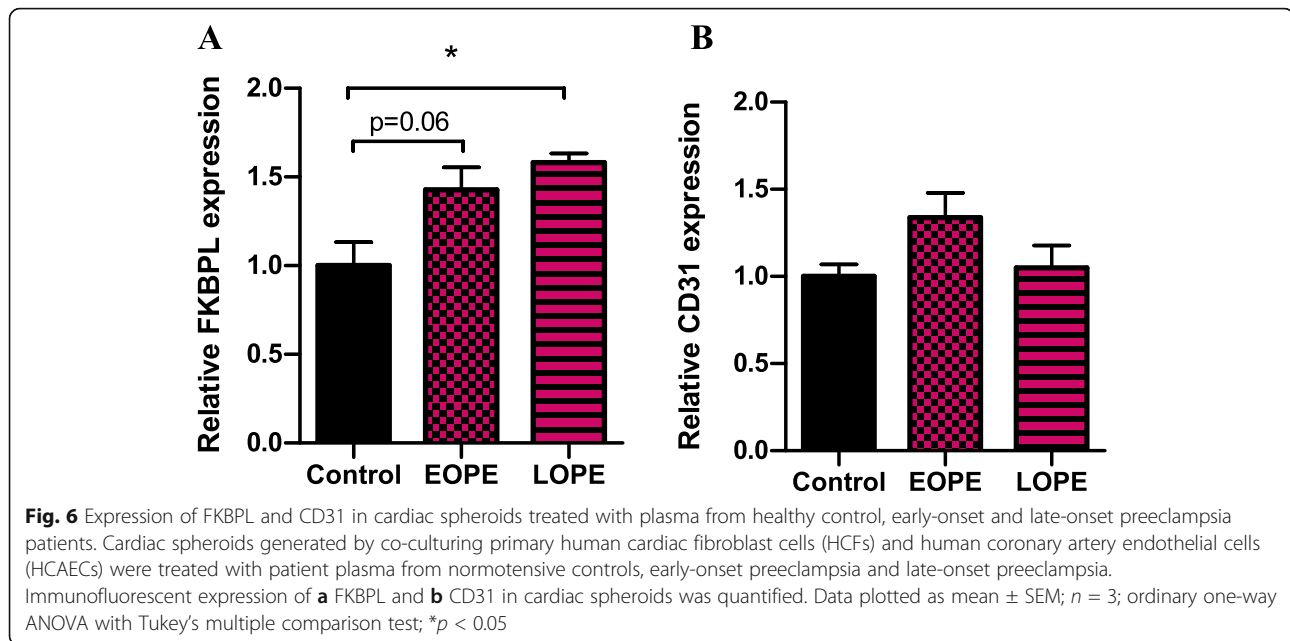 A
*
p=0.06
Relative FKBPL expression
2.0
1.5
1.0
0.5
0.0
Control EOPE LOPE
B
Relative CD31 expression
2.0
1.5
1.0
0.5
0.0
Control EOPE LOPE
Fig. 6 Expression of FKBPL and CD31 in cardiac spheroids treated with plasma from healthy control, early-onset and late-onset preeclampsia
patients. Cardiac spheroids generated by co-culturing primary human cardiac fibroblast cells (HCFs) and human coronary artery endothelial cells
(HCAECs) were treated with patient plasma from normotensive controls, early-onset preeclampsia and late-onset preeclampsia.
Immunofluorescent expression of a FKBPL and b CD31 in cardiac spheroids was quantified. Data plotted as mean ± SEM; n = 3; ordinary one-way
ANOVA with Tukey's multiple comparison test; *p < 0.05